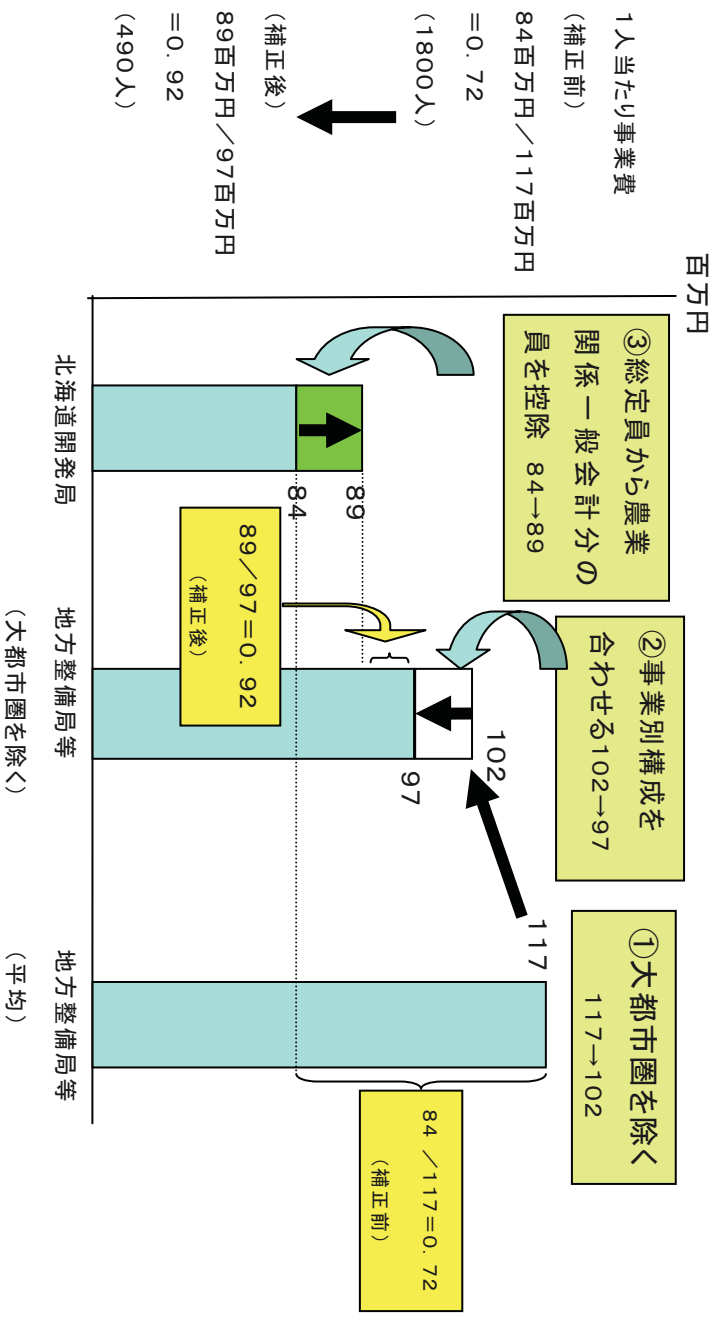 1人当たり事業費
(補正前)
84百万円/117百万円
=0.72
(1800人)
(補正後)
89百万円/97百万円
=0.92
(490人)
百万円
③総定員から農業
関係一般会計分の
員を控除 84→89
②事業別構成を
合わせる102→97
①大都市圏を除く
117→102
89
84
89/97=0.92
(補正後)
102
97
117
84 /117=0.72
(補正前)
北海道開発局
地方整備局等
(大都市圏を除く)
地方整備局等
(平均)